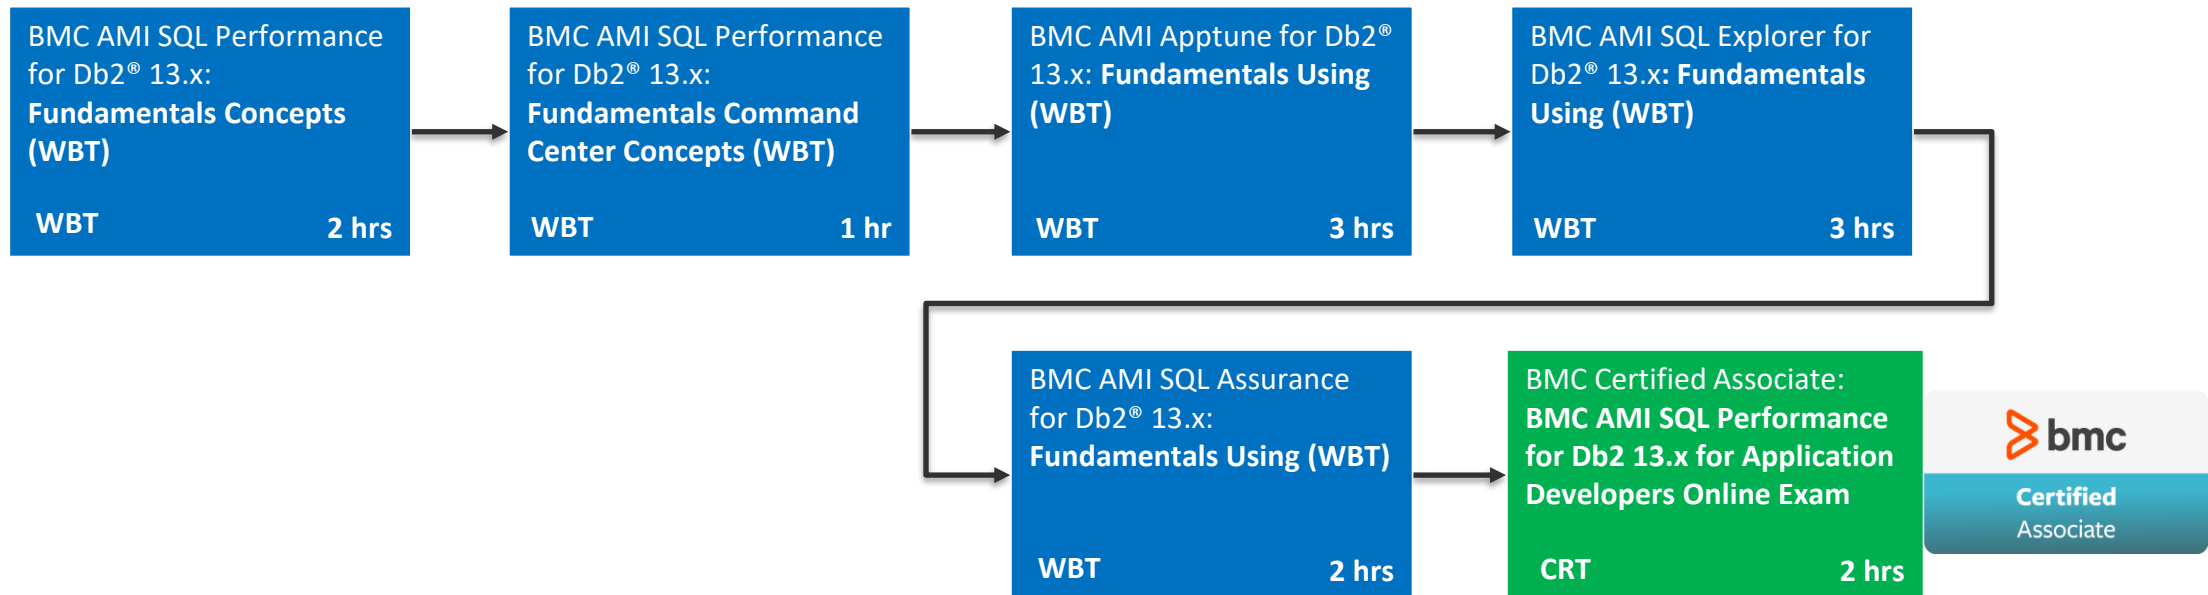 BMC AMI SQL Performance
for Db2® 13.x:
Fundamentals Concepts
(WBT)
WBT
2 hrs
BMC AMI SQL Performance
for Db2® 13.x:
Fundamentals Command
Center Concepts (WBT)
WBT
1 hr
BMC AMI Apptune for Db2®
13.x: Fundamentals Using
(WBT)
WBT
3 hrs
BMC AMI SQL Explorer for
Db2® 13.x: Fundamentals
Using (WBT)
WBT
3 hrs
BMC AMI SQL Assurance
for Db2® 13.x:
Fundamentals Using (WBT)
WBT
2 hrs
BMC Certified Associate:
BMC AMI SQL Performance
for Db2 13.x for Application
Developers Online Exam
CRT
2 hrs
bmc
Certified
Associate